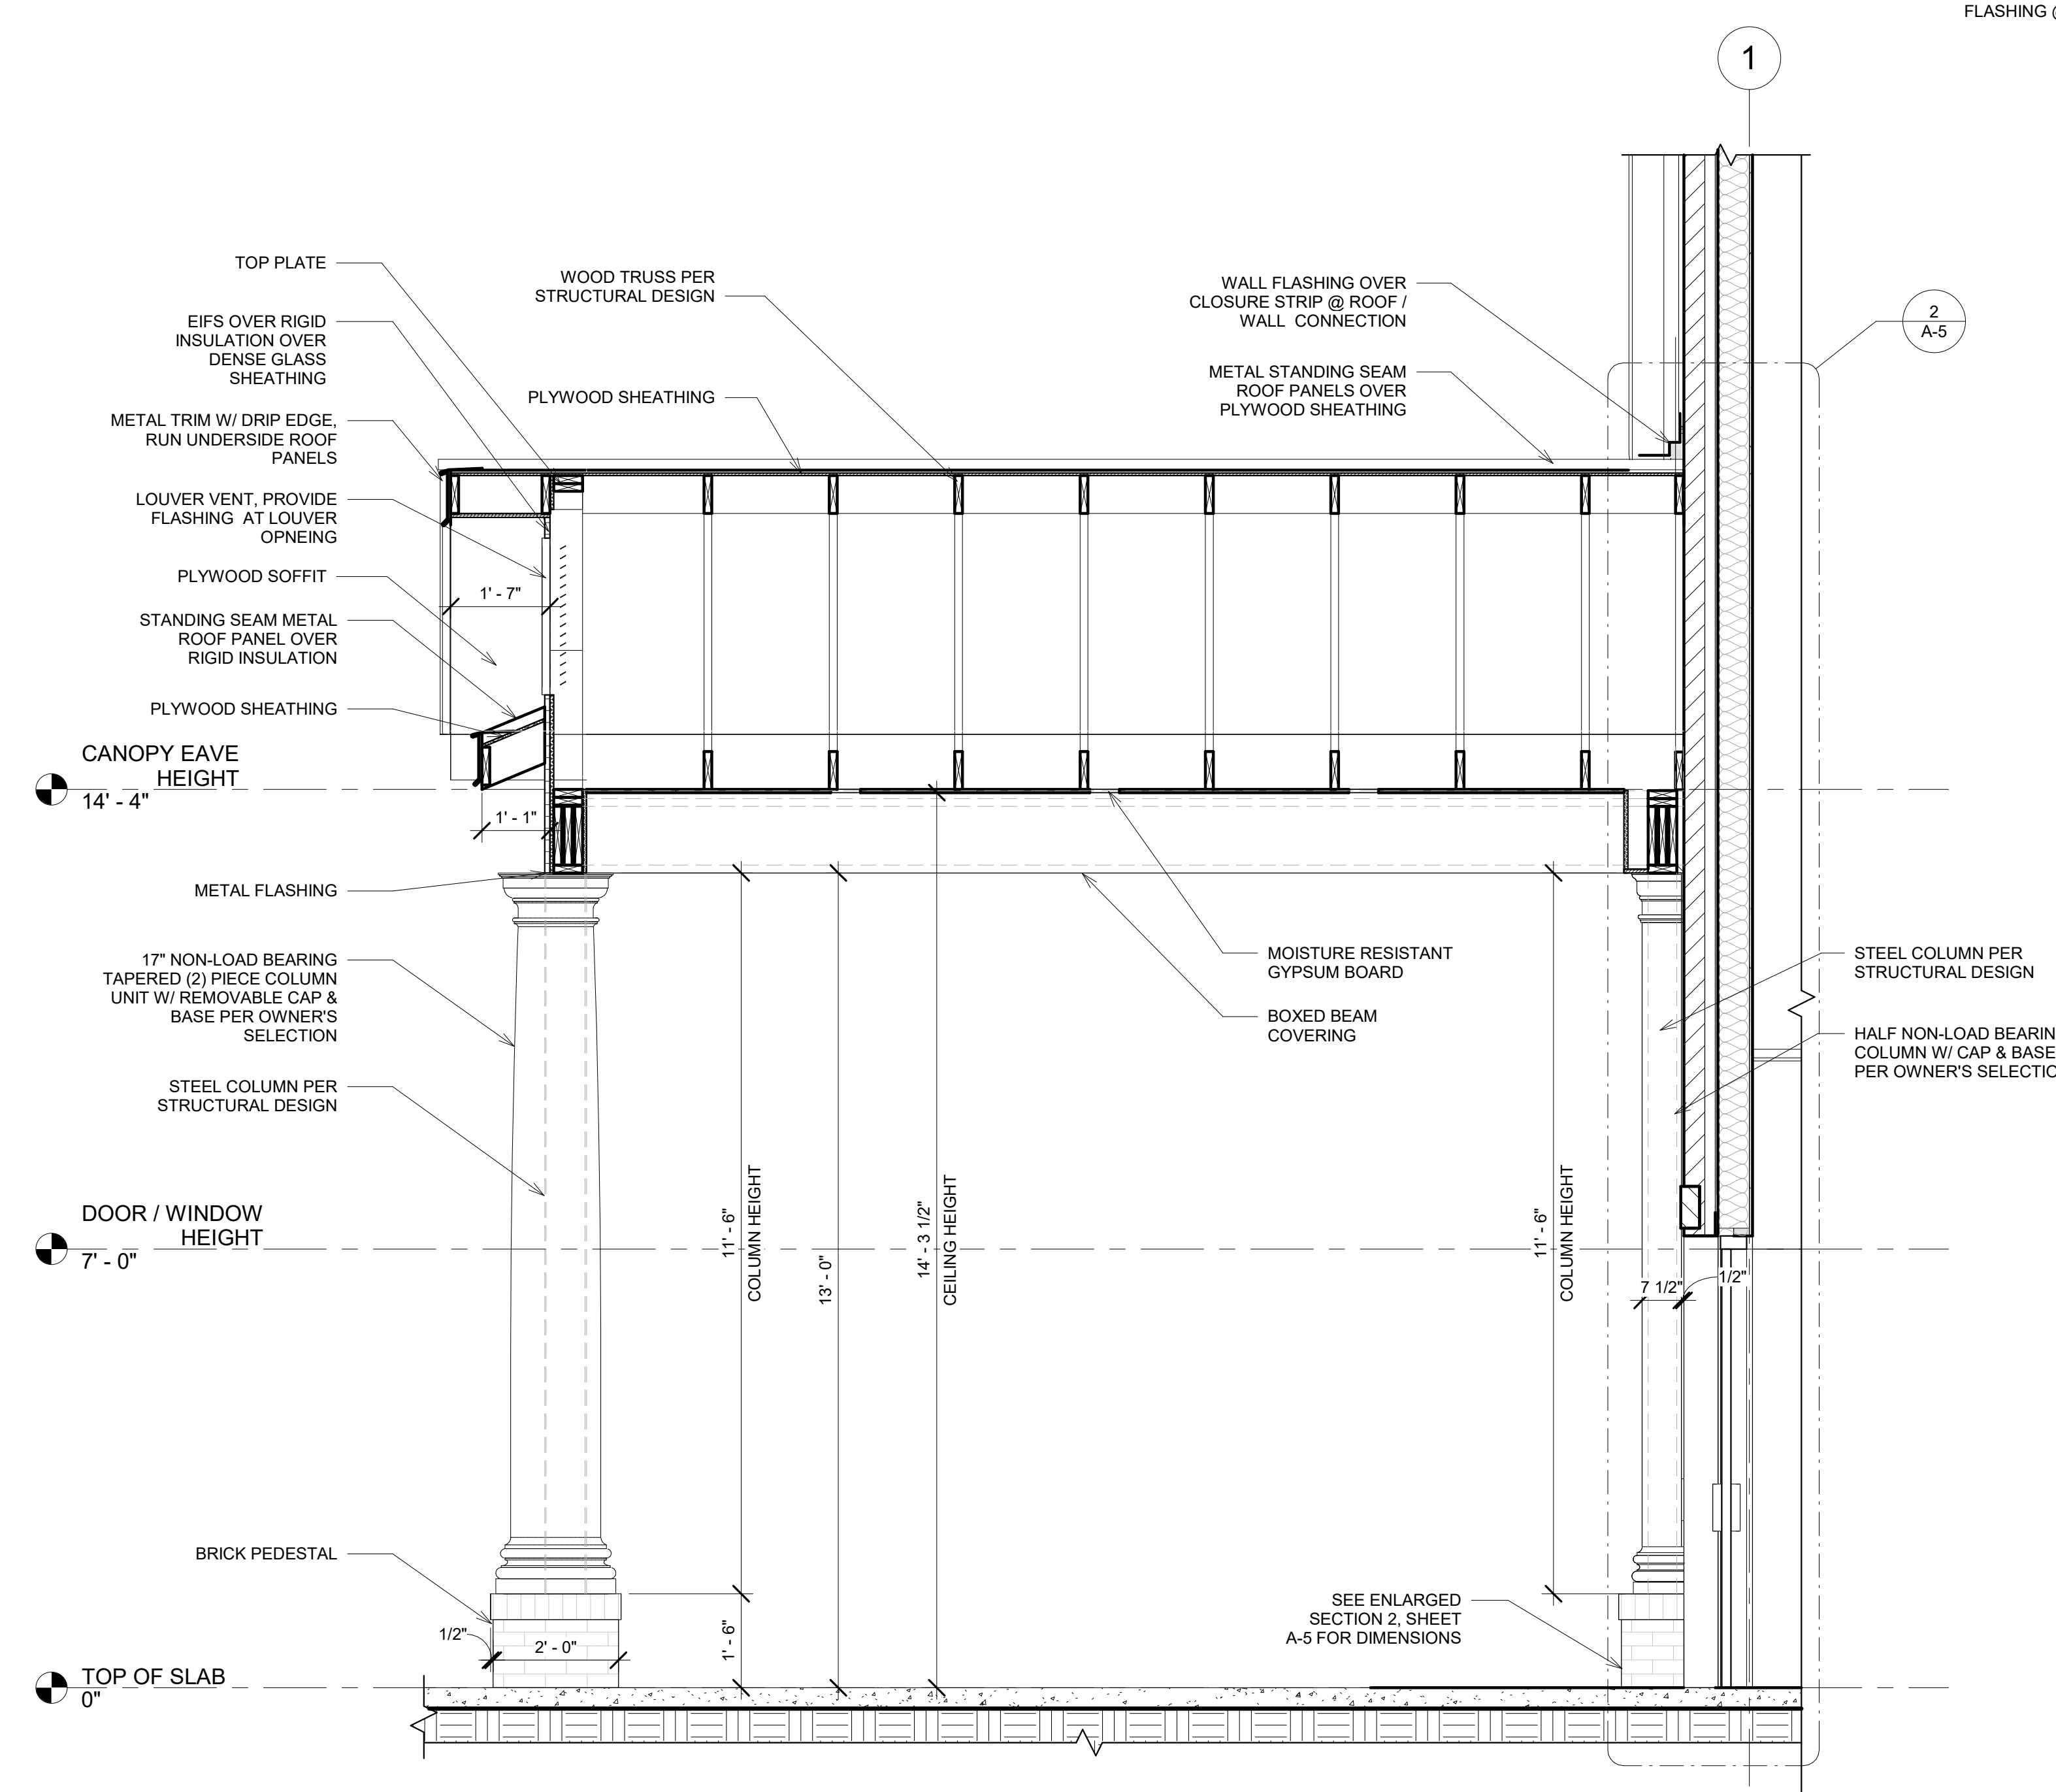 FLASHING @
1
TOP PLATE
WOOD TRUSS PER
STRUCTURAL DESIGN
WALL FLASHING OVER
CLOSURE STRIP @ ROOF /
WALL CONNECTION
2
A-5
EIFS OVER RIGID
INSULATION OVER
DENSE GLASS
SHEATHING
PLYWOOD SHEATHING
METAL STANDING SEAM
ROOF PANELS OVER
PLYWOOD SHEATHING
METAL TRIM W/ DRIP EDGE,
RUN UNDERSIDE ROOF
PANELS
LOUVER VENT, PROVIDE
FLASHING AT LOUVER
OPNEING
PLYWOOD SOFFIT
1' - 7"
STANDING SEAM METAL
ROOF PANEL OVER
RIGID INSULATION
PLYWOOD SHEATHING
CANOPY EAVE
HEIGHT
14' - 4"
1' - 1"
METAL FLASHING
17" NON-LOAD BEARING
TAPERED (2) PIECE COLUMN
UNIT W/ REMOVABLE CAP &
BASE PER OWNER'S
SELECTION
MOISTURE RESISTANT
GYPSUM BOARD
STEEL COLUMN PER
STRUCTURAL DESIGN
BOXED BEAM
COVERING
HALF NON-LOAD BEARIN
COLUMN W/ CAP & BASE
PER OWNER'S SELECTIO
STEEL COLUMN PER
STRUCTURAL DESIGN
11' - 6"
COLUMN HEIGHT
13' - 0"
14' - 3 1/2"
CEILING HEIGHT
11' - 6"
COLUMN HEIGHT
DOOR / WINDOW
HEIGHT
7' - 0"
7 1/2"
1/2"
BRICK PEDESTAL
SEE ENLARGED
SECTION 2, SHEET
A-5 FOR DIMENSIONS
1/2"
2' - 0"
1' - 6"
TOP OF SLAB
0"